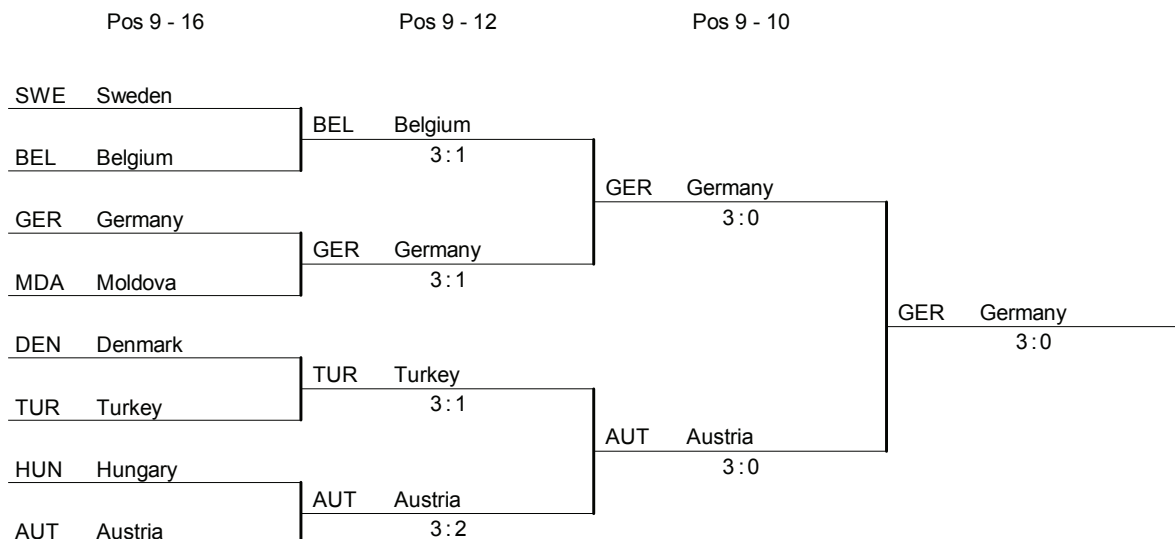 Pos 9 - 16 Pos 9 - 12 Pos 9 - 10
SWE Sweden
BEL Belgium
3 : 1
BEL Belgium
GER Germany
3 : 0
GER Germany
GER Germany
3 : 1
MDA Moldova
GER Germany
3 : 0
DEN Denmark
TUR Turkey
3 : 1
TUR Turkey
AUT Austria
3 : 0
HUN Hungary
AUT Austria
3 : 2
AUT Austria